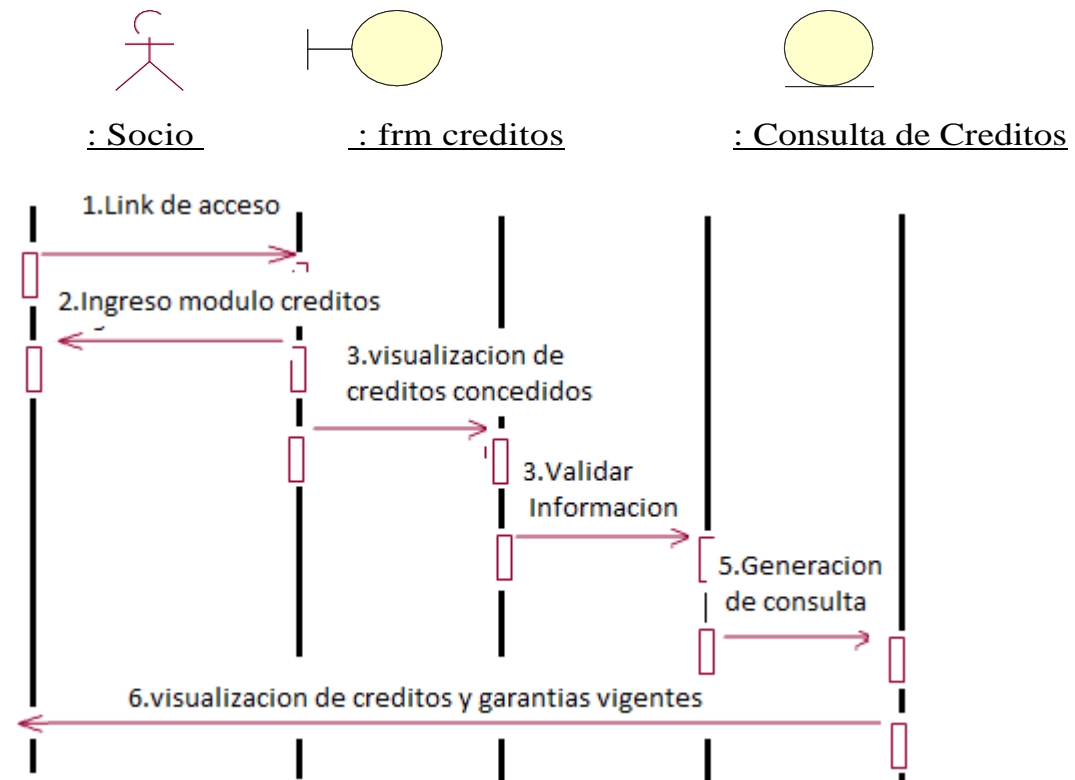 : Socio
: frm creditos
: Consulta de Creditos
1.Link de acceso
2.Ingreso modulo creditos
3.visualizacion de
creditos concedidos
3.Validar
Informacion
5.Generacion
de consulta
6.visualizacion de creditos y garantias vigentes